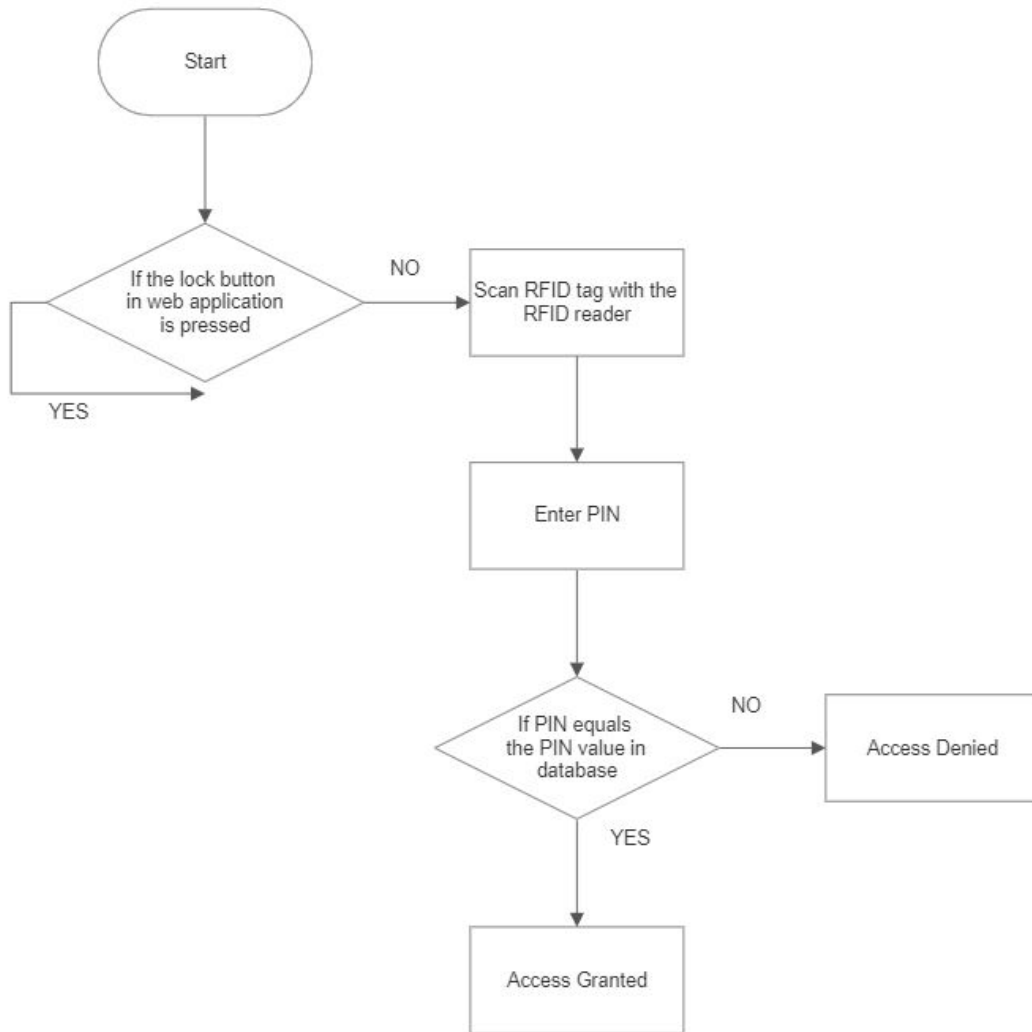 Start
If the lock button
in web application
is pressed
NO
Scan RFID tag with the
RFID reader
YES
Enter PIN
If PIN equals
the PIN value in
database
NO
Access Denied
YES
Access Granted